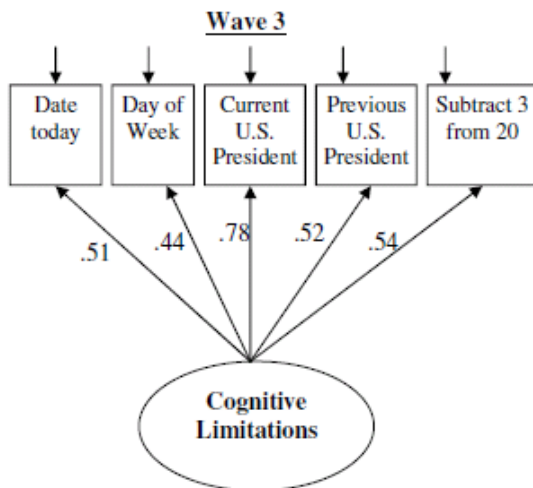 Wave 3
Date today
Day of Week
Current U.S. President
Previous U.S. President
Subtract 3 from 20
.51
.44
.78
.52
.54
Cognitive
Limitations